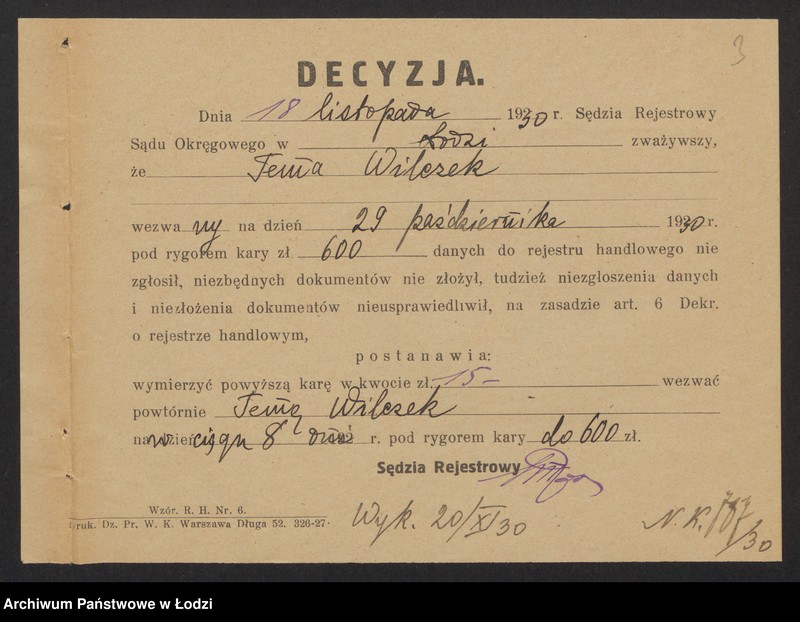 3
DECYZJA.
Dnia 18 listopada 1930 r. Sędzia Rejestrowy
Sądu Okręgowego w Łodzi zważywszy,
że Tema Wilczek
wezwany na dzień 29 października 1930 r.
pod rygorem kary zł 600 danych do rejestru handlowego nie
zgłosił, niezbędnych dokumentów nie złożył, tudzież niezgłoszenia danych
i niezłożenia dokumentów nieusprawiedliwił, na zasadzie art. 6 Dekr.
o rejestrze handlowym,
postanawia:
wymierzyć powyższą karę w kwocie zł. 15- wezwać
powtórnie Temę Wilczek
na dzień w ciągu 8 dni r. pod rygorem kary do 600 zł.
Sędzia Rejestrowy
Wzór. R. H. Nr. 6.
Druk. Dz. Pr. W. K. Warszawa Długa 52. 326-27.
Wyk. 20/XI 30
N. K. /30
Archiwum Państwowe w Łodzi